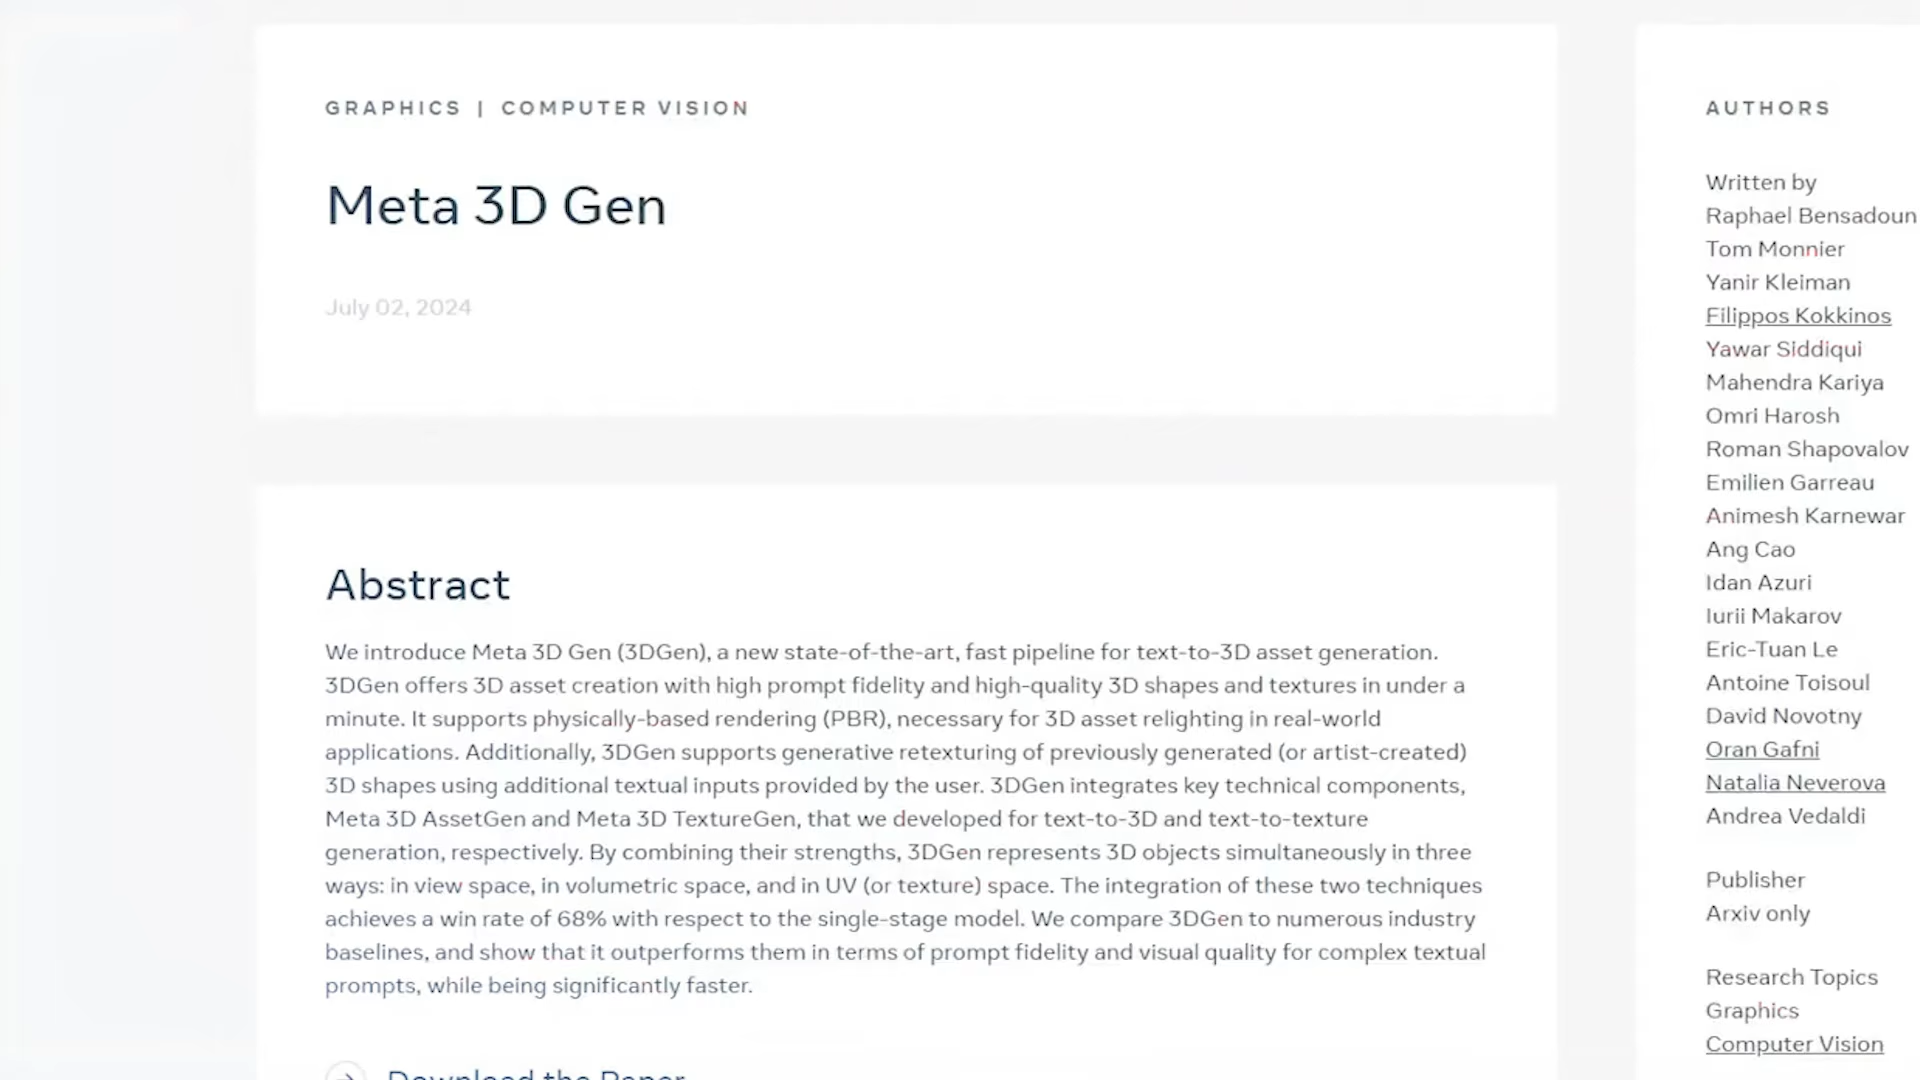 GRAPHICS | COMPUTER VISION
Meta 3D Gen
July 02, 2024
Abstract
We introduce Meta 3D Gen (3DGen), a new state-of-the-art, fast pipeline for text-to-3D asset generation.
3DGen offers 3D asset creation with high prompt fidelity and high-quality 3D shapes and textures in under a
minute. It supports physically-based rendering (PBR), necessary for 3D asset relighting in real-world
applications. Additionally, 3DGen supports generative retexturing of previously generated (or artist-created)
3D shapes using additional textual inputs provided by the user. 3DGen integrates key technical components,
Meta 3D AssetGen and Meta 3D TextureGen, that we developed for text-to-3D and text-to-texture
generation, respectively. By combining their strengths, 3DGen represents 3D objects simultaneously in three
ways: in view space, in volumetric space, and in UV (or texture) space. The integration of these two techniques
achieves a win rate of 68% with respect to the single-stage model. We compare 3DGen to numerous industry
baselines, and show that it outperforms them in terms of prompt fidelity and visual quality for complex textual
prompts, while being significantly faster.
Download the Paper
AUTHORS
Written by
Raphael Bensadoun
Tom Monnier
Yanir Kleiman
Filippos Kokkinos
Yawar Siddiqui
Mahendra Kariya
Omri Harosh
Roman Shapovalov
Emilien Garreau
Animesh Karnewar
Ang Cao
Idan Azuri
Iurii Makarov
Eric-Tuan Le
Antoine Toisoul
David Novotny
Oran Gafni
Natalia Neverova
Andrea Vedaldi
Publisher
Arxiv only
Research Topics
Graphics
Computer Vision